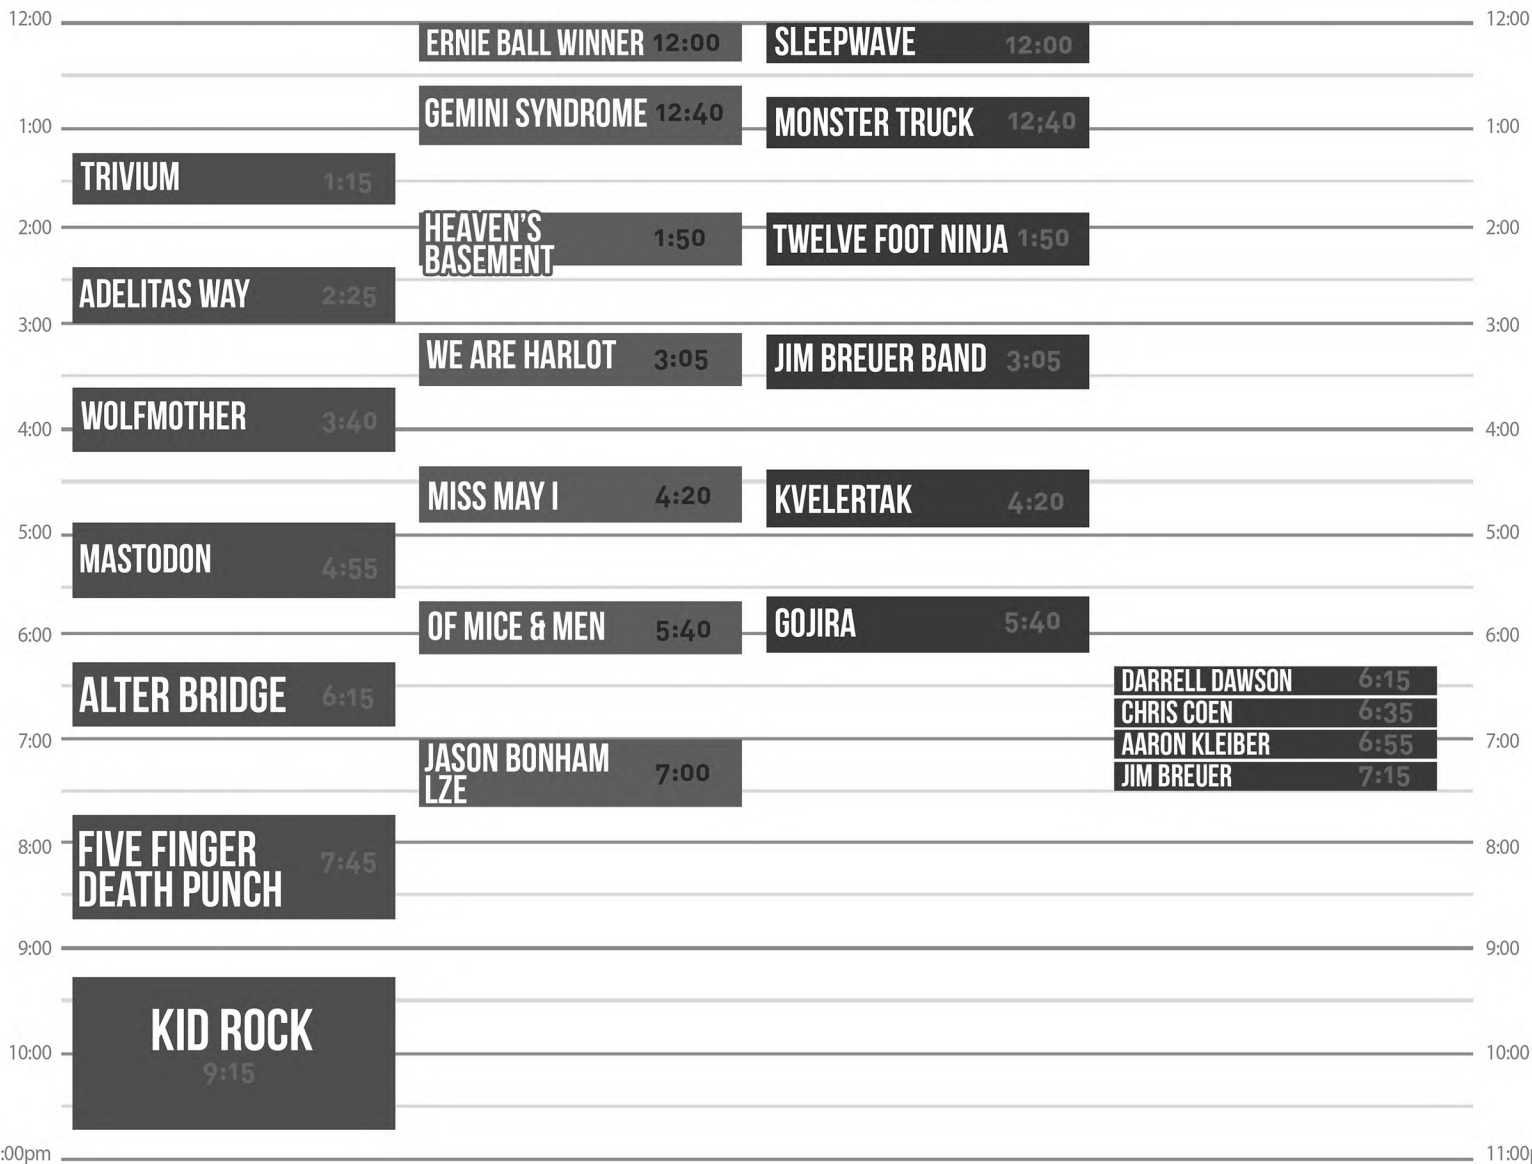 12:00
ERNIE BALL WINNER 12:00
SLEEPWAVE 12:00
12:00
GEMINI SYNDROME 12:40
MONSTER TRUCK 12;40
1:00
1:00
TRIVIUM 1:15
2:00
HEAVEN'S
BASEMENT
1:50
TWELVE FOOT NINJA 1:50
2:00
ADELITAS WAY 2:25
3:00
3:00
WE ARE HARLOT 3:05
JIM BREUER BAND 3:05
WOLFMOTHER 3:40
4:00
4:00
MISS MAY I 4:20
KVELERTAK 4:20
5:00
5:00
MASTODON 4:55
OF MICE & MEN 5:40
GOJIRA 5:40
6:00
6:00
ALTER BRIDGE 6:15
DARRELL DAWSON 6:15
CHRIS COEN 6:35
AARON KLEIBER 6:55
JIM BREUER 7:15
7:00
7:00
JASON BONHAM
LZE
7:00
8:00
FIVE FINGER
DEATH PUNCH
7:45
8:00
9:00
9:00
KID ROCK
9:15
10:00
10:00
:00pm
11:00